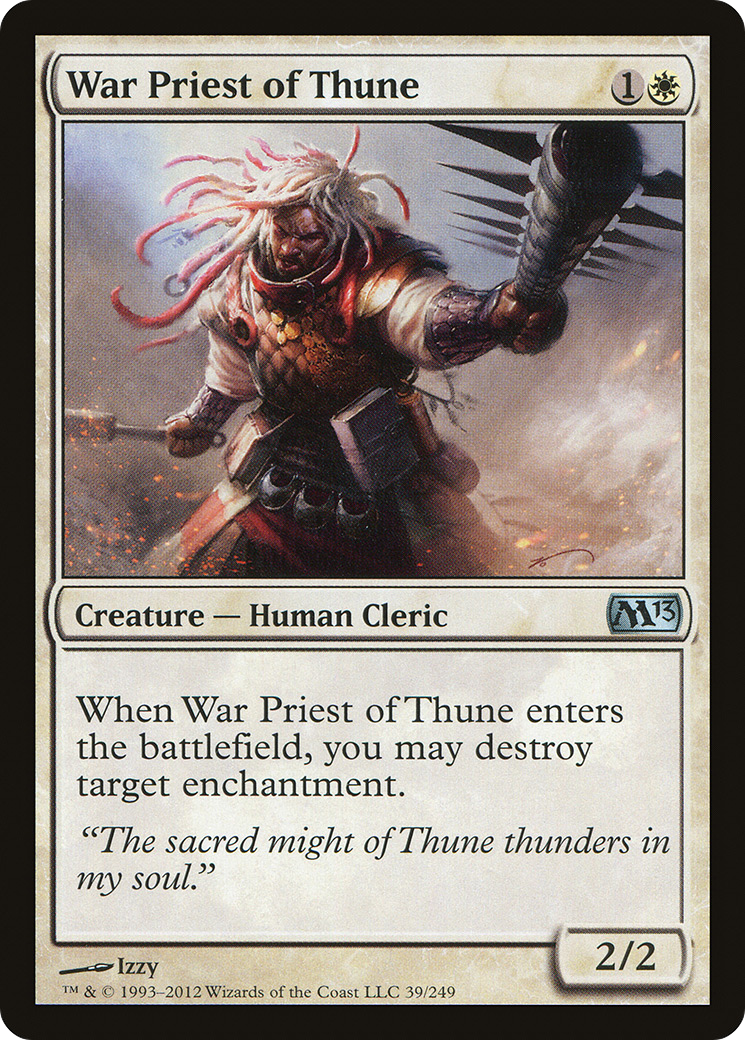 War Priest of Thune 1
Creature — Human Cleric M13
When War Priest of Thune enters
the battlefield, you may destroy
target enchantment.
“The sacred might of Thune thunders in
my soul.”
2/2
Izzy
™ & © 1993–2012 Wizards of the Coast LLC 39/249